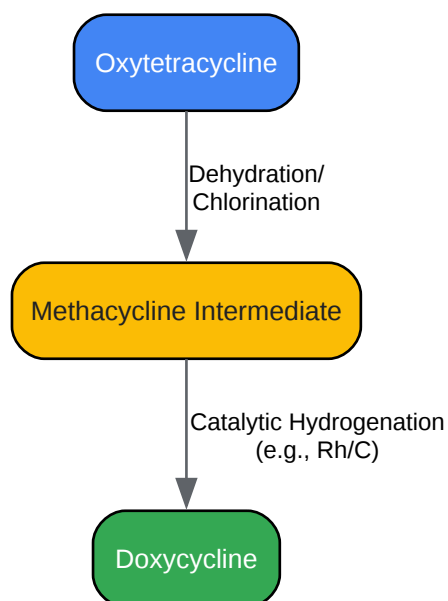 Oxytetracycline
Dehydration/
Chlorination
Methacycline Intermediate
Catalytic Hydrogenation
(e.g., Rh/C)
Doxycycline